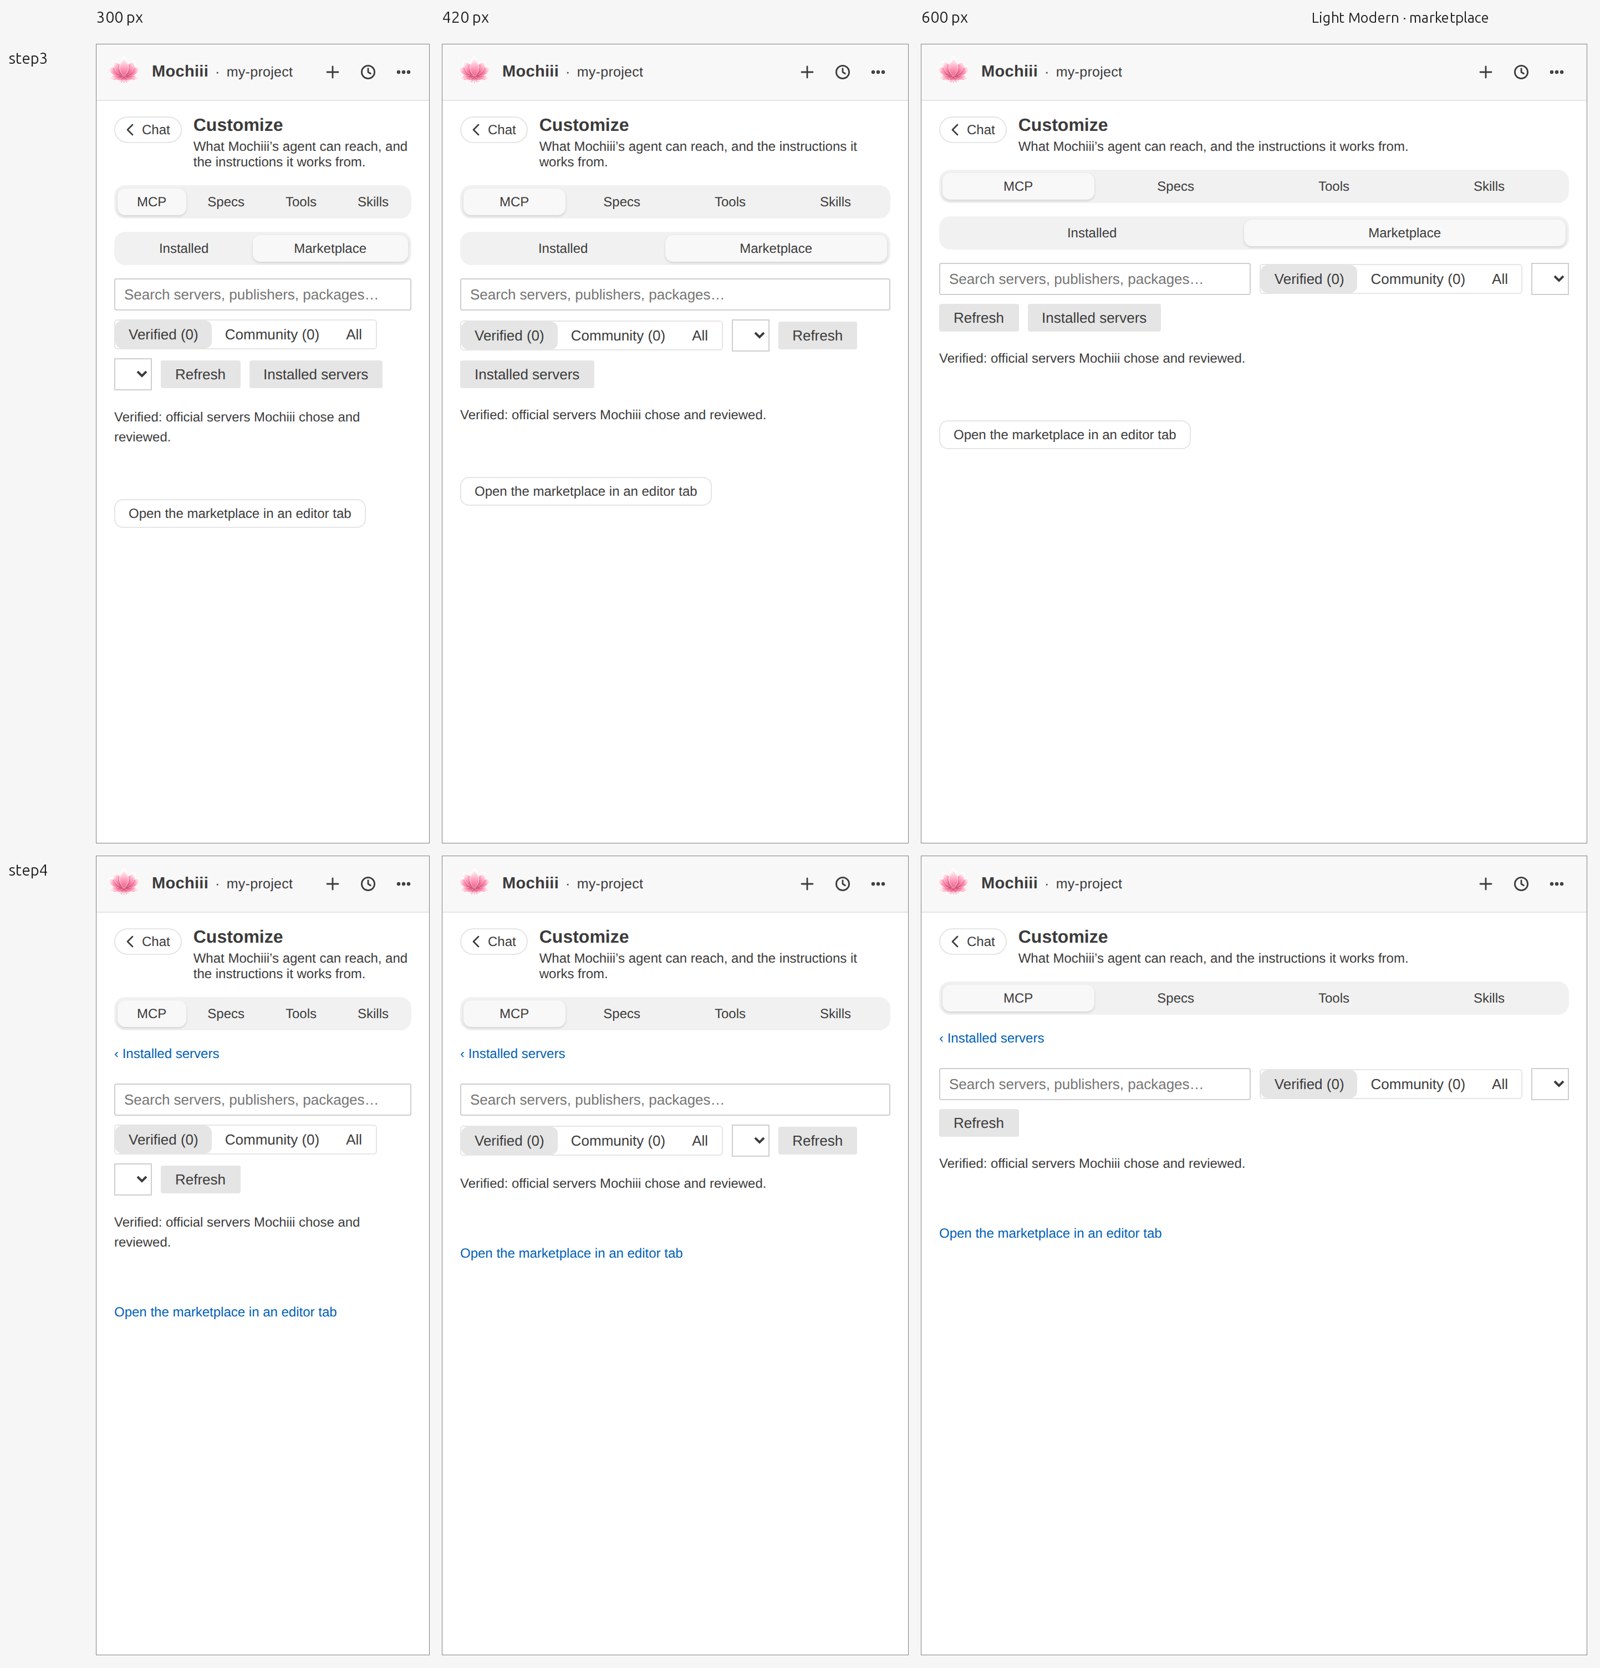 300 px
420 px
600 px
Light Modern · marketplace
step3
Mochiii · my-project
Chat
Customize
What Mochiii’s agent can reach, and
the instructions it works from.
MCP Specs Tools Skills
Installed Marketplace
Search servers, publishers, packages…
Verified (0) Community (0) All
Refresh Installed servers
Verified: official servers Mochiii chose and
reviewed.
Open the marketplace in an editor tab
Mochiii · my-project
Chat
Customize
What Mochiii’s agent can reach, and the instructions it
works from.
MCP Specs Tools Skills
Installed Marketplace
Search servers, publishers, packages…
Verified (0) Community (0) All Refresh
Installed servers
Verified: official servers Mochiii chose and reviewed.
Open the marketplace in an editor tab
Mochiii · my-project
Chat
Customize
What Mochiii’s agent can reach, and the instructions it works from.
MCP Specs Tools Skills
Installed Marketplace
Search servers, publishers, packages… Verified (0) Community (0) All
Refresh Installed servers
Verified: official servers Mochiii chose and reviewed.
Open the marketplace in an editor tab
step4
Mochiii · my-project
Chat
Customize
What Mochiii’s agent can reach, and
the instructions it works from.
MCP Specs Tools Skills
‹ Installed servers
Search servers, publishers, packages…
Verified (0) Community (0) All
Refresh
Verified: official servers Mochiii chose and
reviewed.
Open the marketplace in an editor tab
Mochiii · my-project
Chat
Customize
What Mochiii’s agent can reach, and the instructions it
works from.
MCP Specs Tools Skills
‹ Installed servers
Search servers, publishers, packages…
Verified (0) Community (0) All Refresh
Verified: official servers Mochiii chose and reviewed.
Open the marketplace in an editor tab
Mochiii · my-project
Chat
Customize
What Mochiii’s agent can reach, and the instructions it works from.
MCP Specs Tools Skills
‹ Installed servers
Search servers, publishers, packages… Verified (0) Community (0) All
Refresh
Verified: official servers Mochiii chose and reviewed.
Open the marketplace in an editor tab